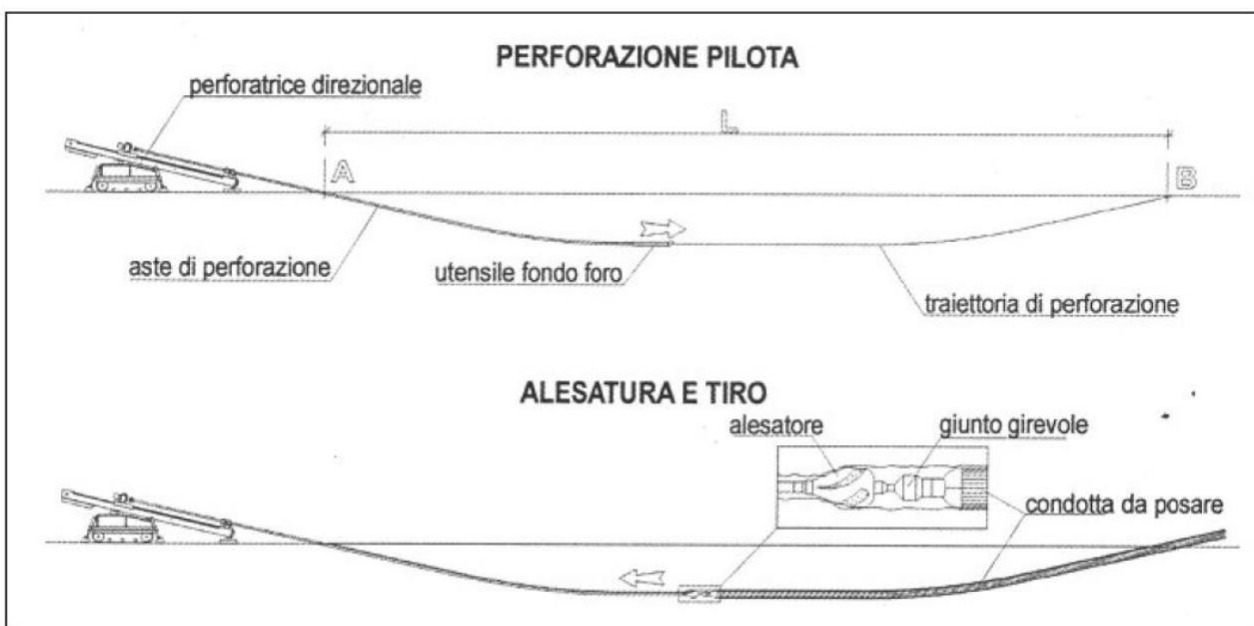 PERFORAZIONE PILOTA
perforatrice direzionale
L
A
B
aste di perforazione
utensile fondo foro
traiettoria di perforazione
ALESATURA E TIRO
alesatore
giunto girevole
condotta da posare